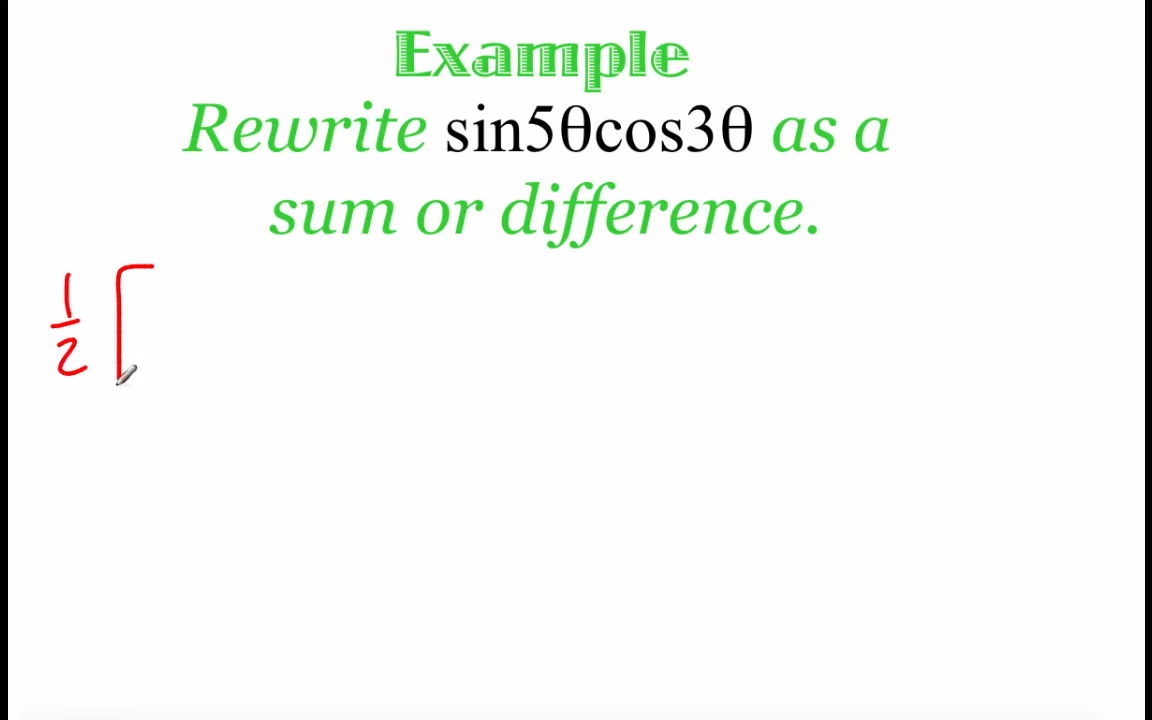 Example
Rewrite sin5θcos3θ as a
sum or difference.
1/2 [